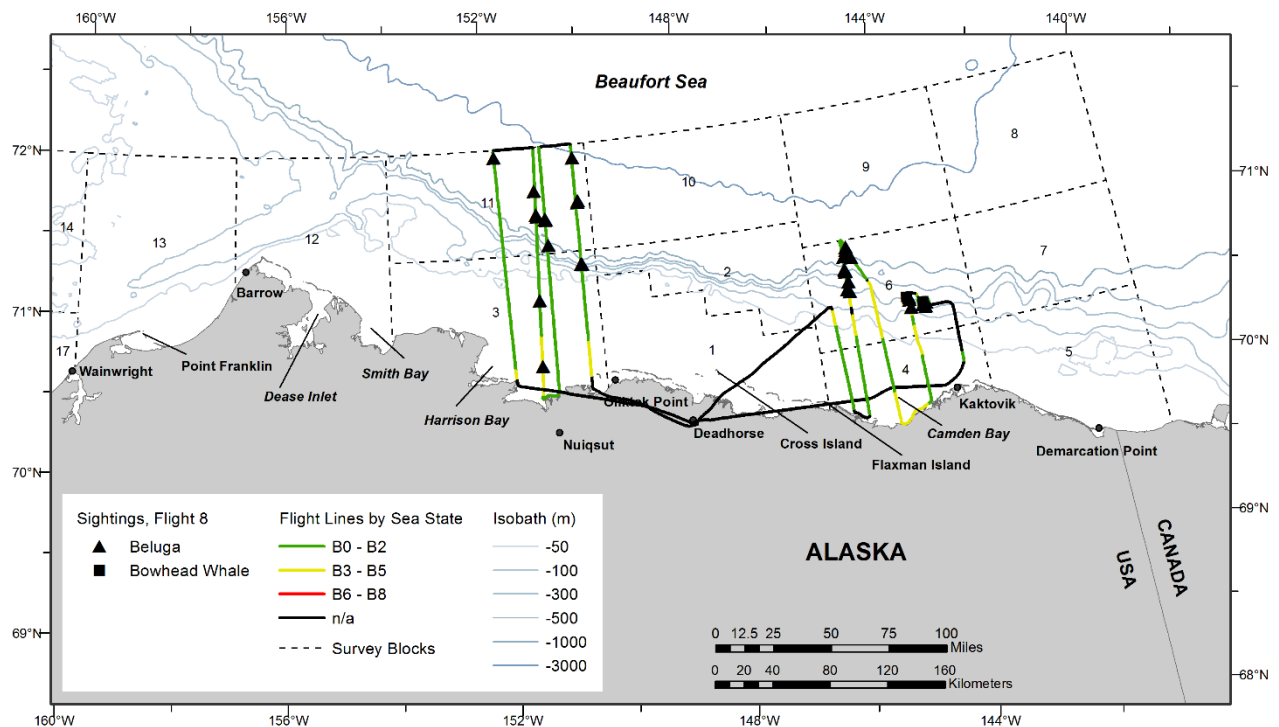 160°W 156°W 152°W 148°W 144°W 140°W
Beaufort Sea
72°N
71°N
8
9
10
11
7
14
13
12
2
6
Barrow
71°N
70°N
3
1
5
17
Point Franklin
Wainwright
Smith Bay
4
Dease Inlet
Harrison Bay
Oliktok Point
Kaktovik
Deadhorse
Camden Bay
Nuiqsut
Cross Island
Demarcation Point
Flaxman Island
70°N
69°N
Sightings, Flight 8
Beluga
Bowhead Whale
Flight Lines by Sea State
B0 - B2
B3 - B5
B6 - B8
n/a
Survey Blocks
Isobath (m)
-50
-100
-300
-500
-1000
-3000
ALASKA
USA
CANADA
69°N
68°N
0 12.5 25 50 75 100
Miles
0 20 40 80 120 160
Kilometers
160°W 156°W 152°W 148°W 144°W